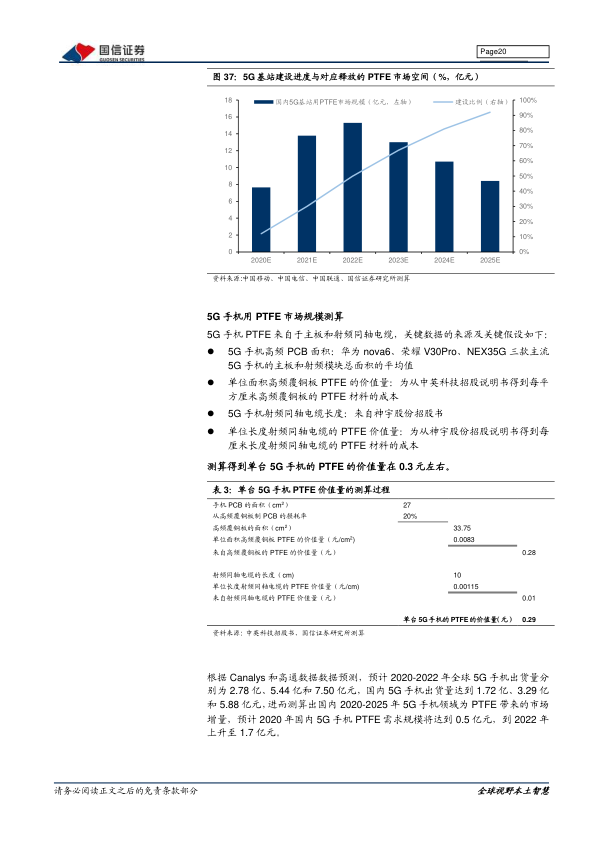 国信证券
GUOSEN SECURITIES
Page20
图 37：5G 基站建设进度与对应释放的 PTFE 市场空间（%，亿元）
国内5G基站用PTFE市场规模（亿元，左轴）
建设比例（右轴）
18
16
14
12
10
8
6
4
2
0
100%
90%
80%
70%
60%
50%
40%
30%
20%
10%
0%
2020E 2021E 2022E 2023E 2024E 2025E
资料来源:中国移动、中国电信、中国联通、国信证券研究所测算
5G 手机用 PTFE 市场规模测算
5G 手机 PTFE 来自于主板和射频同轴电缆，关键数据的来源及关键假设如下：
● 5G 手机高频 PCB 面积：华为 nova6、荣耀 V30Pro、NEX35G 三款主流
5G 手机的主板和射频模块总面积的平均值
● 单位面积高频覆铜板 PTFE 的价值量：为从中英科技招股说明书得到每平
方厘米高频覆铜板的 PTFE 材料的成本
● 5G 手机射频同轴电缆长度：来自神宇股份招股书
● 单位长度射频同轴电缆的 PTFE 价值量：为从神宇股份招股说明书得到每
厘米长度射频同轴电缆的 PTFE 材料的成本
测算得到单台 5G 手机的 PTFE 的价值量在 0.3 元左右。
表 3：单台 5G 手机 PTFE 价值量的测算过程
手机 PCB 的面积（cm²） 27
从高频覆铜板制 PCB 的损耗率 20%
高频覆铜板的面积（cm²） 33.75
单位面积高频覆铜板 PTFE 的价值量（元/cm²） 0.0083
来自高频覆铜板的 PTFE 价值量（元） 0.28
射频同轴电缆的长度（cm) 10
单位长度射频同轴电缆的 PTFE 价值量（元/cm) 0.00115
来自射频同轴电缆的 PTFE 价值量（元） 0.01
单台 5G手机的 PTFE 的价值量(元） 0.29
资料来源：中英科技招股书，国信证券研究所测算
根据 Canalys 和高通数据数据预测，预计 2020-2022 年全球 5G 手机出货量分
别为 2.78 亿、5.44 亿和 7.50 亿元，国内 5G 手机出货量达到 1.72 亿、3.29 亿
和 5.88 亿元，进而测算出国内 2020-2025 年 5G 手机领域为 PTFE 带来的市场
增量，预计 2020 年国内 5G 手机 PTFE 需求规模将达到 0.5 亿元，到 2022 年
上升至 1.7 亿元。
请务必阅读正文之后的免责条款部分
全球视野本土智慧